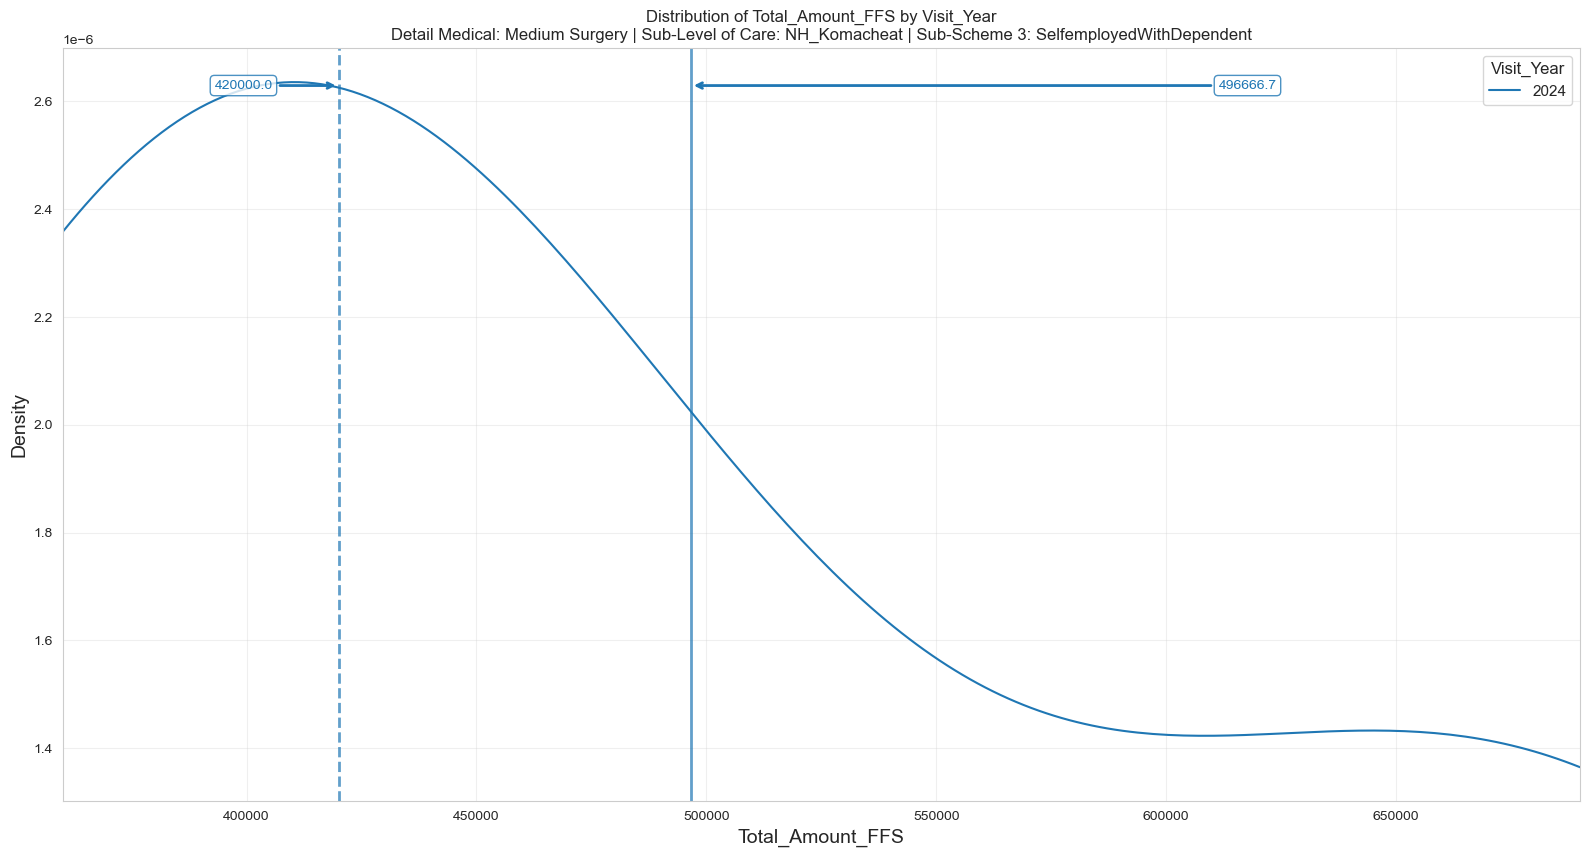 Distribution of Total_Amount_FFS by Visit_Year
Detail Medical: Medium Surgery | Sub-Level of Care: NH_Komacheat | Sub-Scheme 3: SelfemployedWithDependent
1e−6
420000.0
496666.7
Visit_Year
2024
2.6
2.4
2.2
2.0
1.8
1.6
1.4
Density
400000
450000
500000
550000
600000
650000
Total_Amount_FFS